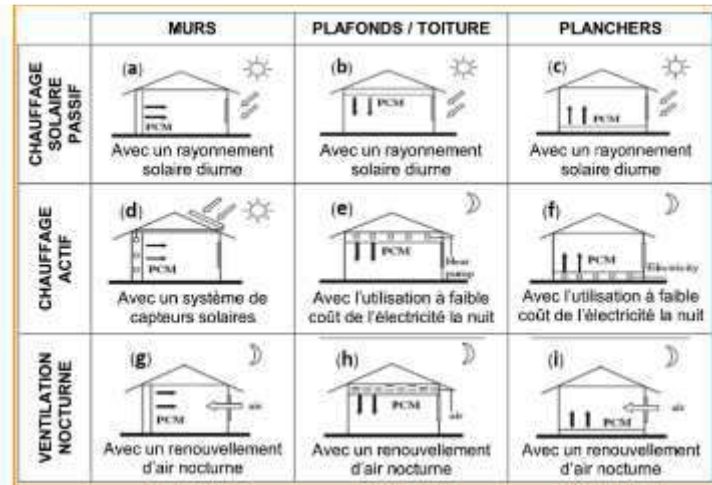 MURS PLAFONDS / TOITURE PLANCHERS
CHAUFFAGE SOLAIRE PASSIF
(a) (b) (c)
PCM PCM PCM
Avec un rayonnement solaire diurne
Avec un rayonnement solaire diurne
Avec un rayonnement solaire diurne
CHAUFFAGE ACTIF
(d) (e) (f)
PCM PCM Heat pump PCM Electricity
Avec un système de capteurs solaires
Avec l'utilisation à faible coût de l'électricité la nuit
Avec l'utilisation à faible coût de l'électricité la nuit
VENTILATION NOCTURNE
(g) (h) (i)
PCM air PCM air PCM air
Avec un renouvellement d'air nocturne
Avec un renouvellement d'air nocturne
Avec un renouvellement d'air nocturne